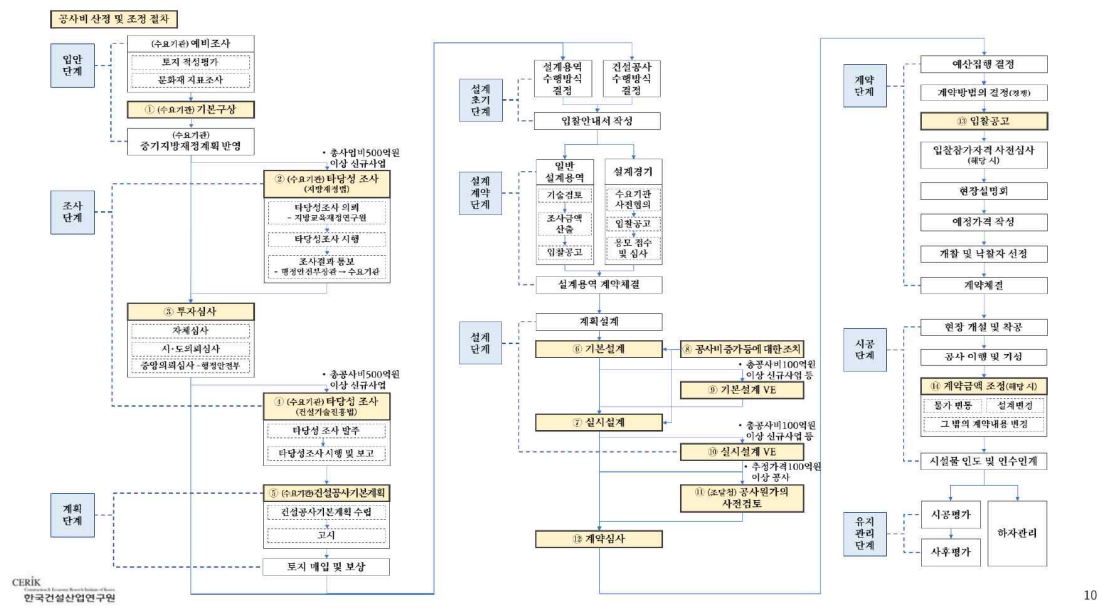 공사비 산정 및 조정 절차
입안
단계
(수요기관) 예비조사
토지 적성평가
문화재 지표조사
① (수요기관) 기본구상
(수요기관)
중기지방재정계획 반영
• 총사업비500억원
이상 신규사업
조사
단계
② (수요기관) 타당성 조사
(지방재정법)
타당성조사 의뢰
- 지방교육재정연구원
타당성조사 시행
조사결과 통보
- 행정안전부장관 → 수요기관
③ 투자심사
자체심사
시·도의뢰심사
중앙의뢰심사 - 행정안전부
• 총공사비500억원
이상 신규사업
④ (수요기관) 타당성 조사
(건설기술진흥법)
타당성 조사 발주
타당성조사 시행 및 보고
계획
단계
⑤ (수요기관)건설공사기본계획
건설공사기본계획 수립
고시
토지 매입 및 보상
설계
초기
단계
설계용역
수행방식
결정
건설공사
수행방식
결정
입찰안내서 작성
설계
계약
단계
일반
설계용역
기술검토
조사금액
산출
입찰공고
설계경기
수요기관
사전협의
입찰공고
응모 접수
및 심사
설계용역 계약체결
설계
단계
계획설계
⑥ 기본설계
⑧ 공사비 증가 등에 대한 조치
• 총공사비100억원
이상 신규사업 등
⑨ 기본설계 VE
⑦ 실시설계
• 총공사비100억원
이상 신규사업 등
⑩ 실시설계 VE
• 추정가격100억원
이상 공사
⑪ (조달청) 공사원가의
사전검토
⑫ 계약심사
계약
단계
예산집행 결정
계약방법의 결정(경쟁)
⑬ 입찰공고
입찰참가자격 사전심사
(해당 시)
현장설명회
예정가격 작성
개찰 및 낙찰자 선정
계약체결
시공
단계
현장 개설 및 착공
공사 이행 및 기성
⑭ 계약금액 조정(해당 시)
물가 변동
설계변경
그 밖의 계약내용 변경
시설물 인도 및 인수인계
유지
관리
단계
시공평가
사후평가
하자관리
CERIK
Construction & Economy Research Institute of Korea
한국건설산업연구원
10